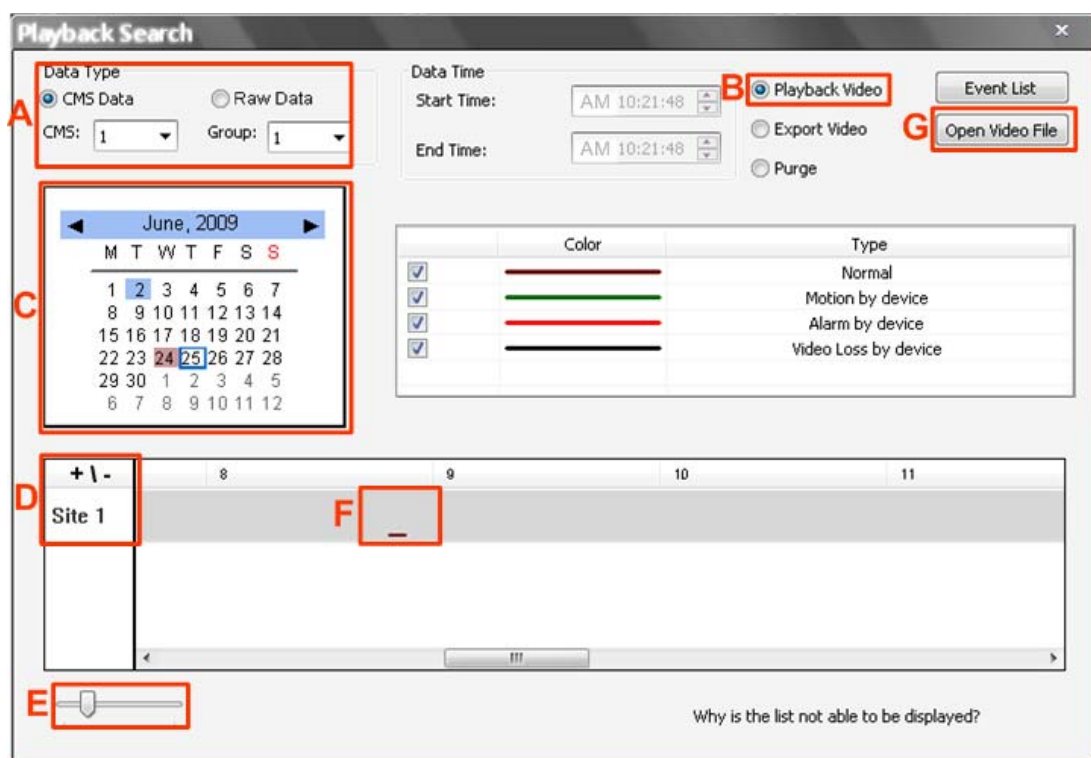 Playback Search
x
A
Data Type
CMS Data
Raw Data
CMS: 1
Group: 1
Data Time
Start Time: AM 10:21:48
End Time: AM 10:21:48
B
Playback Video
Export Video
Purge
Event List
G
Open Video File
C
June, 2009
M T W T F S S
1 2 3 4 5 6 7
8 9 10 11 12 13 14
15 16 17 18 19 20 21
22 23 24 25 26 27 28
29 30 1 2 3 4 5
6 7 8 9 10 11 12
Color Type
Normal
Motion by device
Alarm by device
Video Loss by device
D
+ \ -
8 9 10 11
Site 1
F
E
Why is the list not able to be displayed?